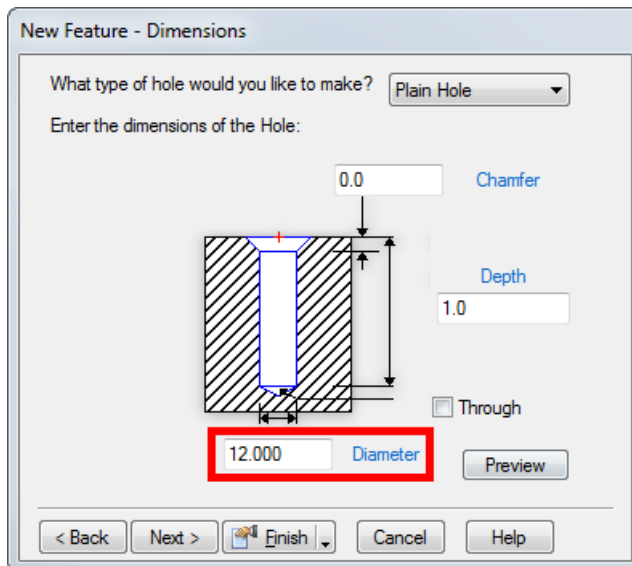 New Feature - Dimensions
What type of hole would you like to make? Plain Hole
Enter the dimensions of the Hole:
0.0 Chamfer
Depth
1.0
Through
12.000 Diameter
Preview
< Back Next > Finish Cancel Help